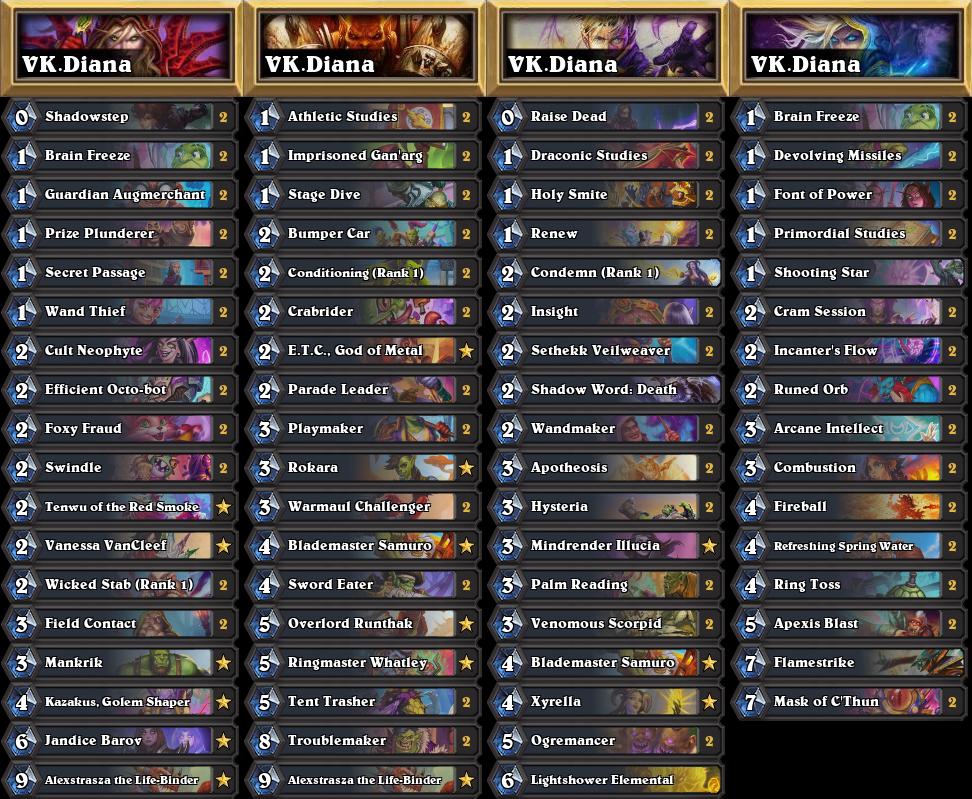 VK.Diana
0 Shadowstep 2
1 Brain Freeze 2
1 Guardian Augmerchant 2
1 Prize Plunderer 2
1 Secret Passage 2
1 Wand Thief 2
2 Cult Neophyte 2
2 Efficient Octo-bot 2
2 Foxy Fraud 2
2 Swindle 2
2 Tenwu of the Red Smoke
2 Vanessa VanCleef
2 Wicked Stab (Rank 1) 2
3 Field Contact 2
3 Mankrik
4 Kazakus, Golem Shaper
6 Jandice Barov
9 Alexstrasza the Life-Binder
VK.Diana
1 Athletic Studies 2
1 Imprisoned Gan'arg 2
1 Stage Dive 2
2 Bumper Car 2
2 Conditioning (Rank 1) 2
2 Crabrider 2
2 E.T.C., God of Metal
2 Parade Leader 2
3 Playmaker 2
3 Rokara
3 Warmaul Challenger 2
4 Blademaster Samuro
4 Sword Eater 2
5 Overlord Runthak
5 Ringmaster Whatley
5 Tent Trasher 2
8 Troublemaker 2
9 Alexstrasza the Life-Binder
VK.Diana
0 Raise Dead 2
1 Draconic Studies 2
1 Holy Smite 2
1 Renew 2
2 Condemn (Rank 1)
2 Insight 2
2 Sethekk Veilweaver 2
2 Shadow Word: Death
2 Wandmaker 2
3 Apotheosis 2
3 Hysteria 2
3 Mindrender Illucia
3 Palm Reading 2
3 Venomous Scorpid 2
4 Blademaster Samuro
4 Xyrella
5 Ogremancer 2
6 Lightshower Elemental
VK.Diana
1 Brain Freeze 2
1 Devolving Missiles 2
1 Font of Power 2
1 Primordial Studies 2
1 Shooting Star
2 Cram Session 2
2 Incanter's Flow 2
2 Runed Orb 2
3 Arcane Intellect 2
3 Combustion 2
4 Fireball 2
4 Refreshing Spring Water 2
4 Ring Toss 2
5 Apexis Blast 2
7 Flamestrike
7 Mask of C'Thun 2